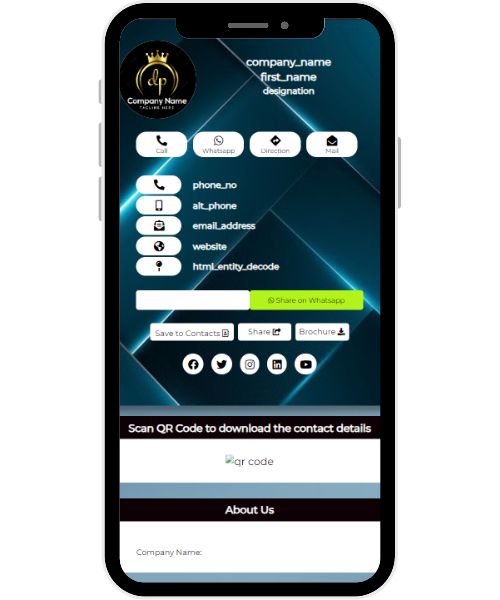 company_name
first_name
designation
dp
Company Name
TAGLINE HERE
Call
Whatsapp
Direction
Mail
phone_no
alt_phone
email_address
website
html_entity_decode
Share on Whatsapp
Save to Contacts
Share
Brochure
Scan QR Code to download the contact details
qr code
About Us
Company Name: